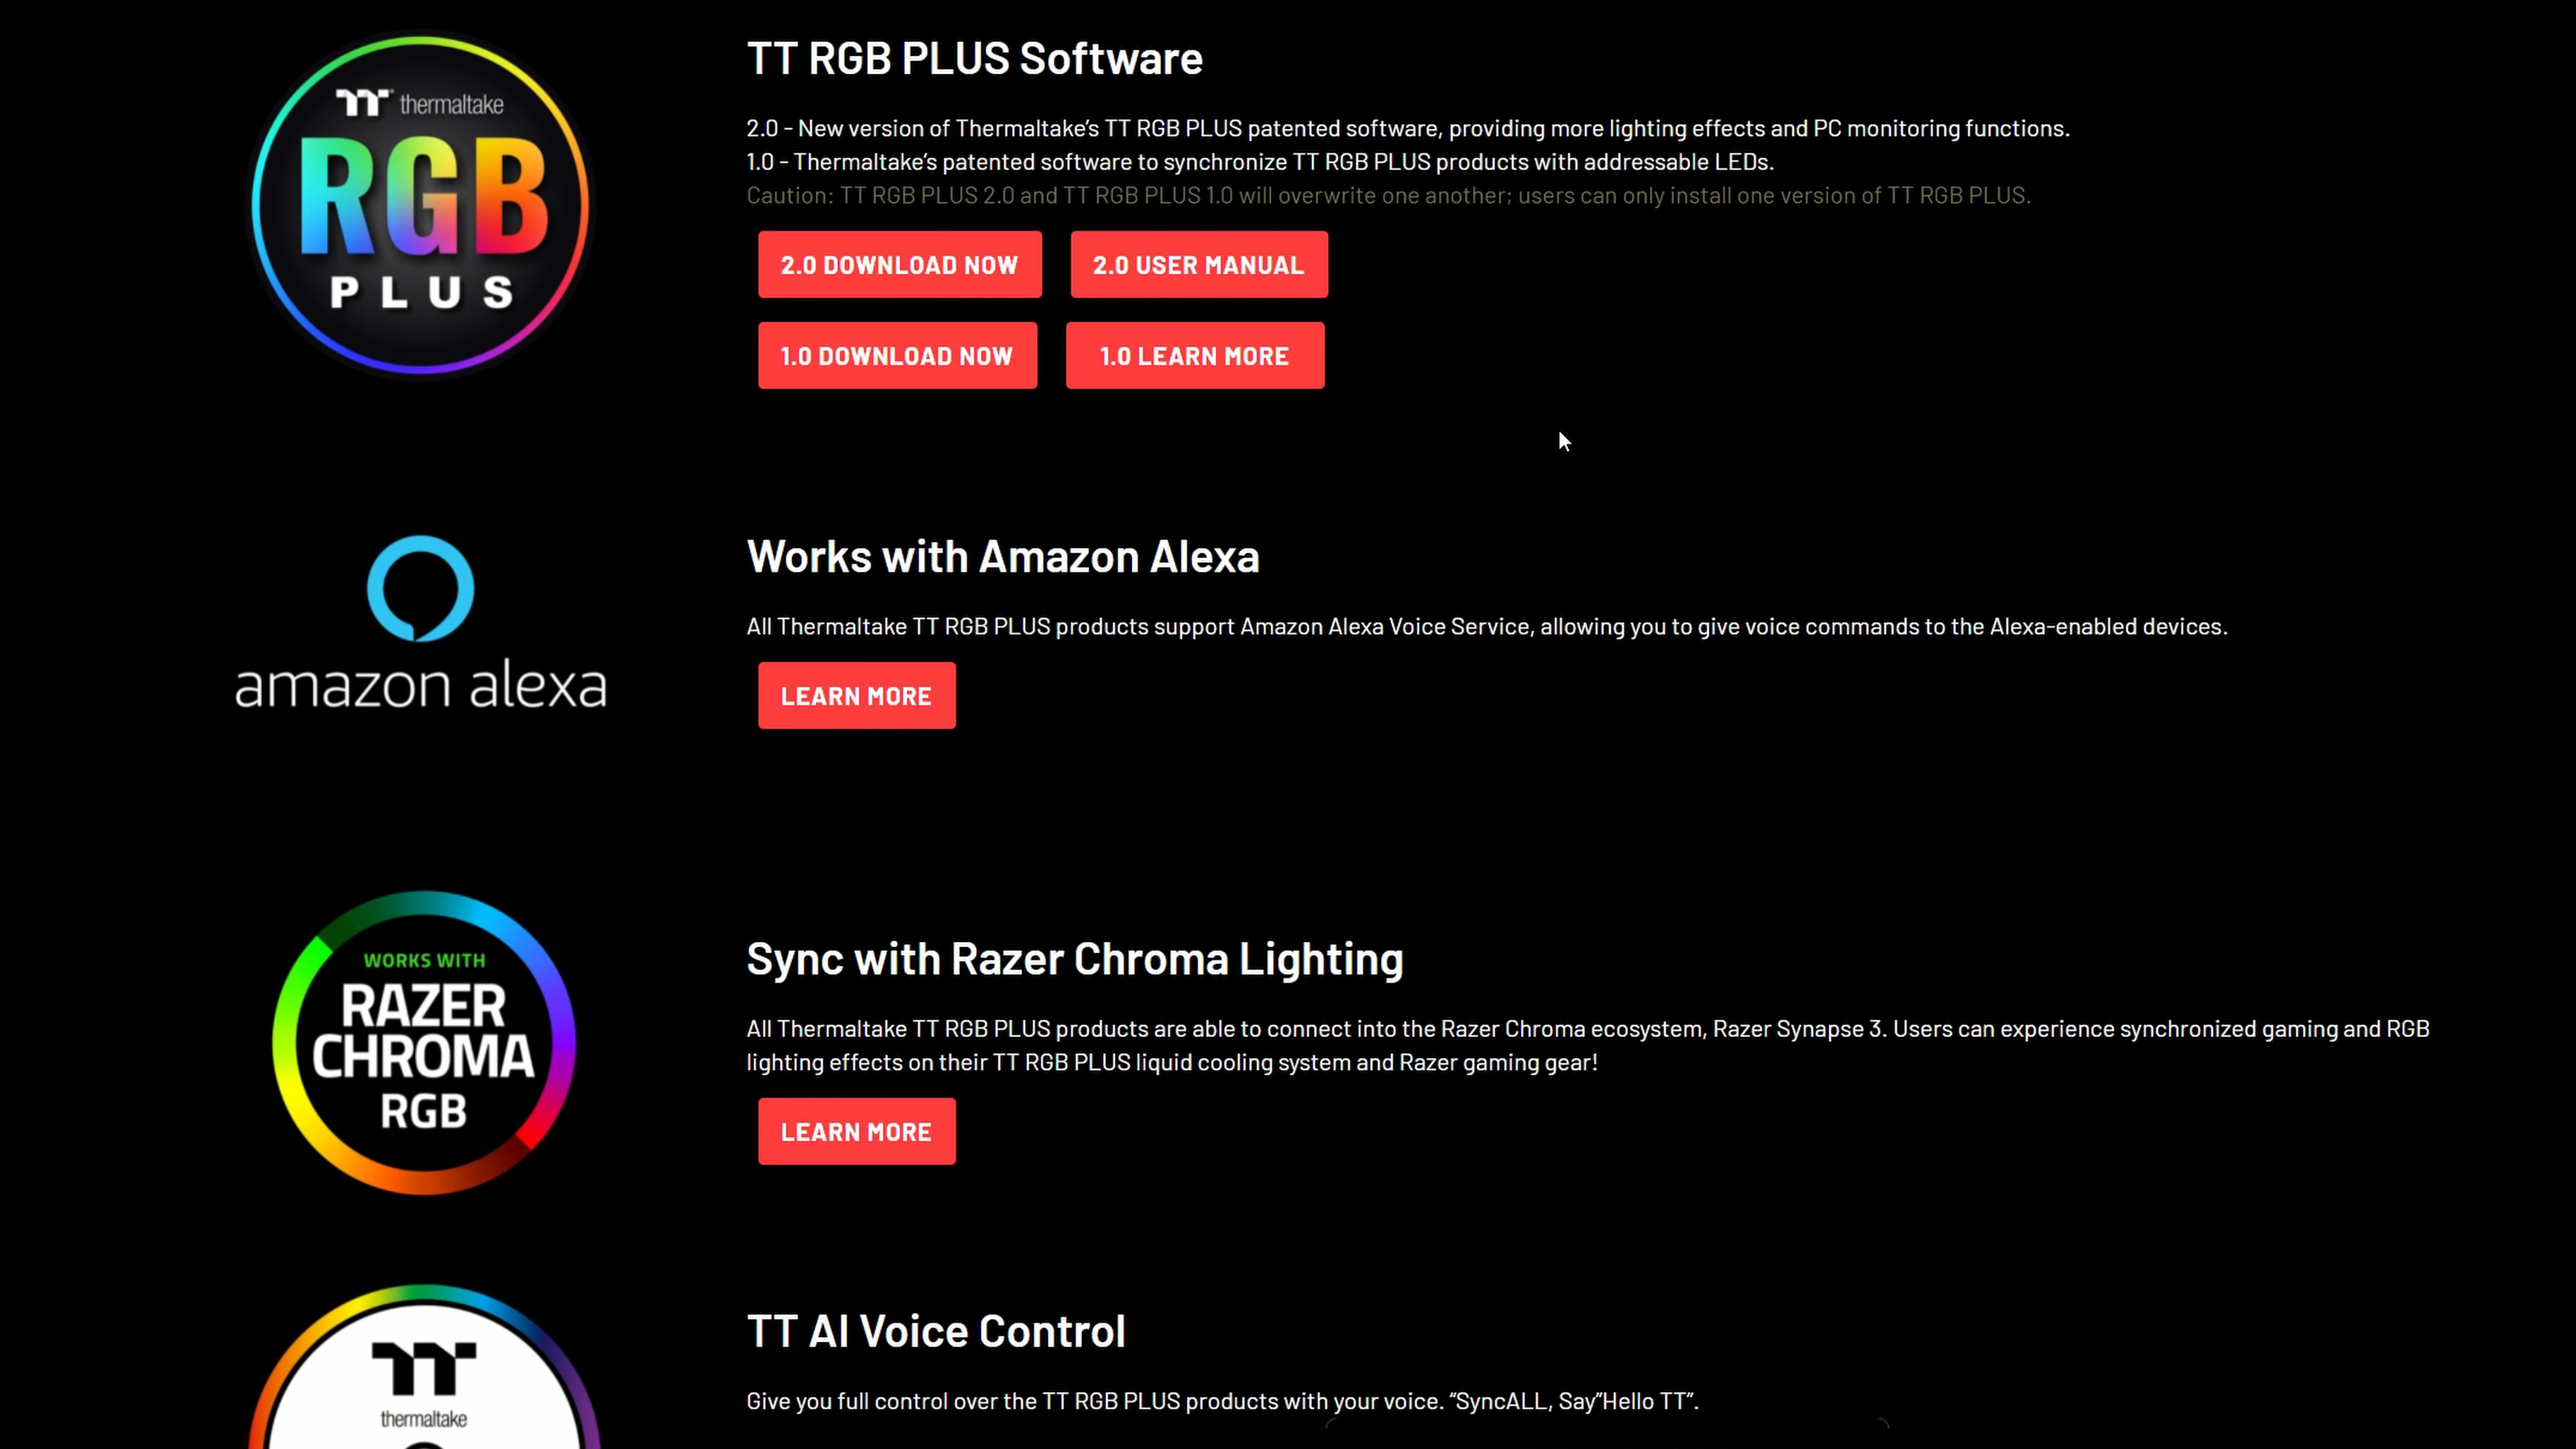 thermaltake
RGB
PLUS
TT RGB PLUS Software
2.0 - New version of Thermaltake's TT RGB PLUS patented software, providing more lighting effects and PC monitoring functions.
1.0 - Thermaltake's patented software to synchronize TT RGB PLUS products with addressable LEDs.
Caution: TT RGB PLUS 2.0 and TT RGB PLUS 1.0 will overwrite one another; users can only install one version of TT RGB PLUS.
2.0 DOWNLOAD NOW
2.0 USER MANUAL
1.0 DOWNLOAD NOW
1.0 LEARN MORE
amazon alexa
Works with Amazon Alexa
All Thermaltake TT RGB PLUS products support Amazon Alexa Voice Service, allowing you to give voice commands to the Alexa-enabled devices.
LEARN MORE
WORKS WITH
RAZER
CHROMA
RGB
Sync with Razer Chroma Lighting
All Thermaltake TT RGB PLUS products are able to connect into the Razer Chroma ecosystem, Razer Synapse 3. Users can experience synchronized gaming and RGB
lighting effects on their TT RGB PLUS liquid cooling system and Razer gaming gear!
LEARN MORE
thermaltake
TT AI Voice Control
Give you full control over the TT RGB PLUS products with your voice. “SyncALL, Say”Hello TT”.